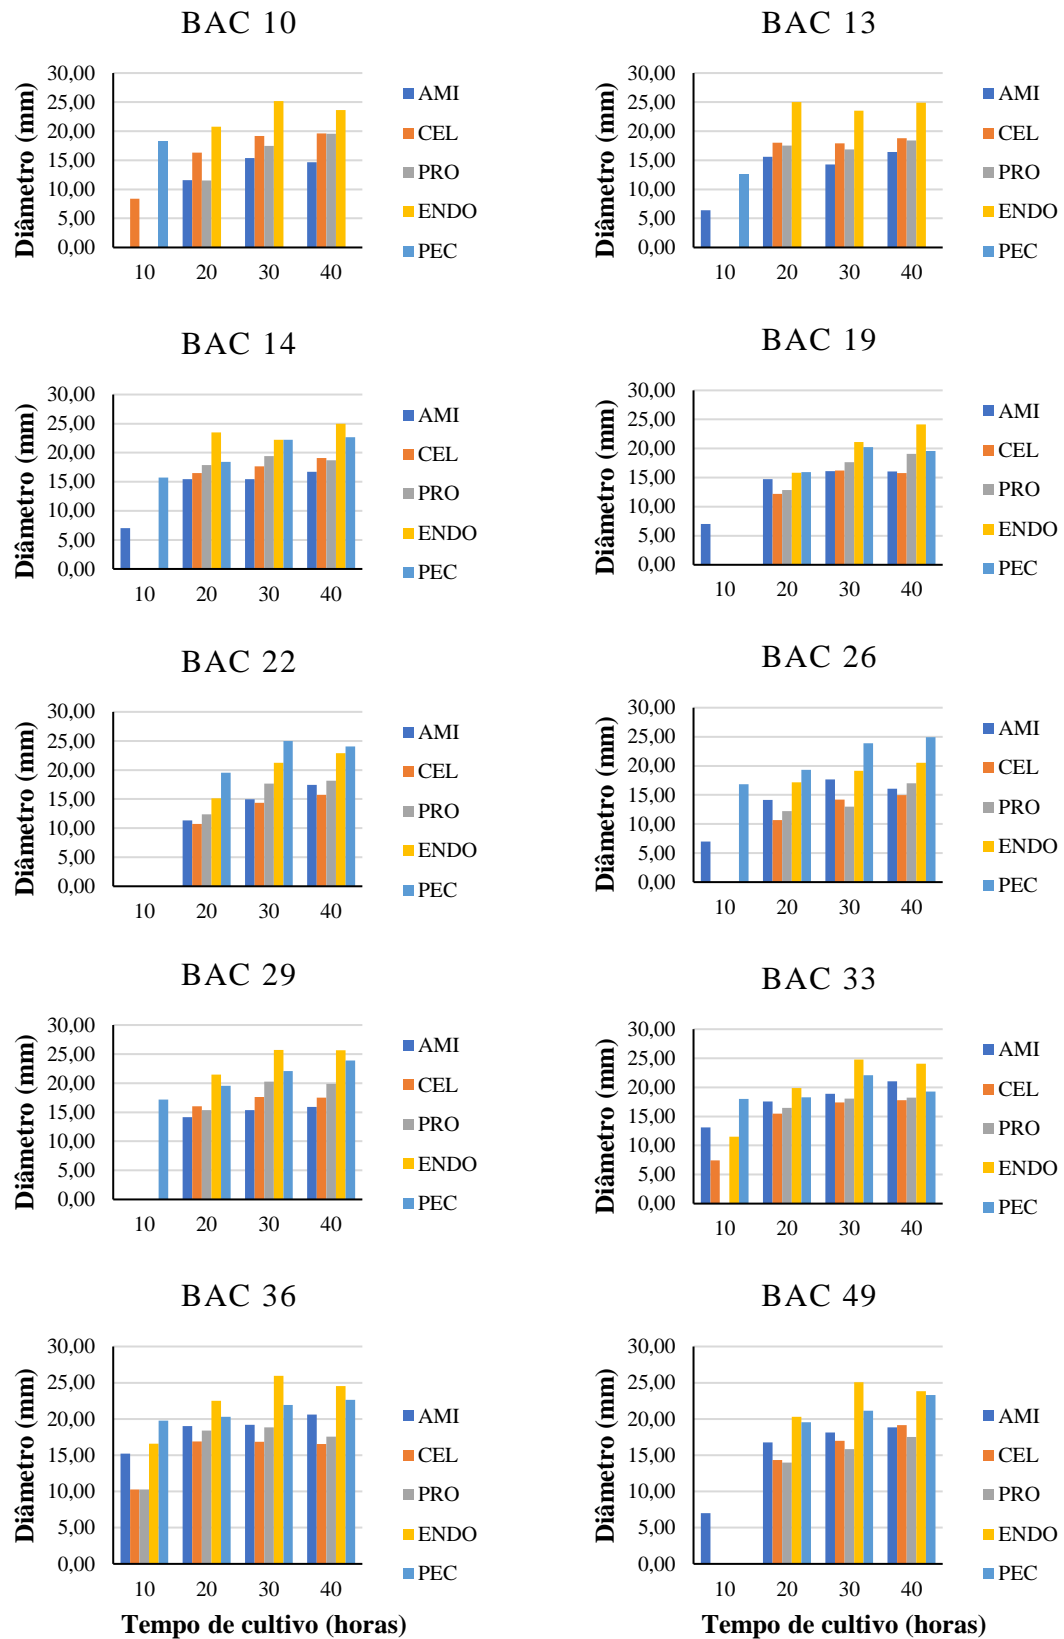 BAC 10
Diâmetro (mm)
30,00
25,00
20,00
15,00
10,00
5,00
0,00
10 20 30 40
AMI
CEL
PRO
ENDO
PEC
BAC 13
Diâmetro (mm)
30,00
25,00
20,00
15,00
10,00
5,00
0,00
10 20 30 40
AMI
CEL
PRO
ENDO
PEC
BAC 14
Diâmetro (mm)
30,00
25,00
20,00
15,00
10,00
5,00
0,00
10 20 30 40
AMI
CEL
PRO
ENDO
PEC
BAC 19
Diâmetro (mm)
30,00
25,00
20,00
15,00
10,00
5,00
0,00
10 20 30 40
AMI
CEL
PRO
ENDO
PEC
BAC 22
Diâmetro (mm)
30,00
25,00
20,00
15,00
10,00
5,00
0,00
10 20 30 40
AMI
CEL
PRO
ENDO
PEC
BAC 26
Diâmetro (mm)
30,00
25,00
20,00
15,00
10,00
5,00
0,00
10 20 30 40
AMI
CEL
PRO
ENDO
PEC
BAC 29
Diâmetro (mm)
30,00
25,00
20,00
15,00
10,00
5,00
0,00
10 20 30 40
AMI
CEL
PRO
ENDO
PEC
BAC 33
Diâmetro (mm)
30,00
25,00
20,00
15,00
10,00
5,00
0,00
10 20 30 40
AMI
CEL
PRO
ENDO
PEC
BAC 36
Diâmetro (mm)
30,00
25,00
20,00
15,00
10,00
5,00
0,00
10 20 30 40
Tempo de cultivo (horas)
AMI
CEL
PRO
ENDO
PEC
BAC 49
Diâmetro (mm)
30,00
25,00
20,00
15,00
10,00
5,00
0,00
10 20 30 40
Tempo de cultivo (horas)
AMI
CEL
PRO
ENDO
PEC